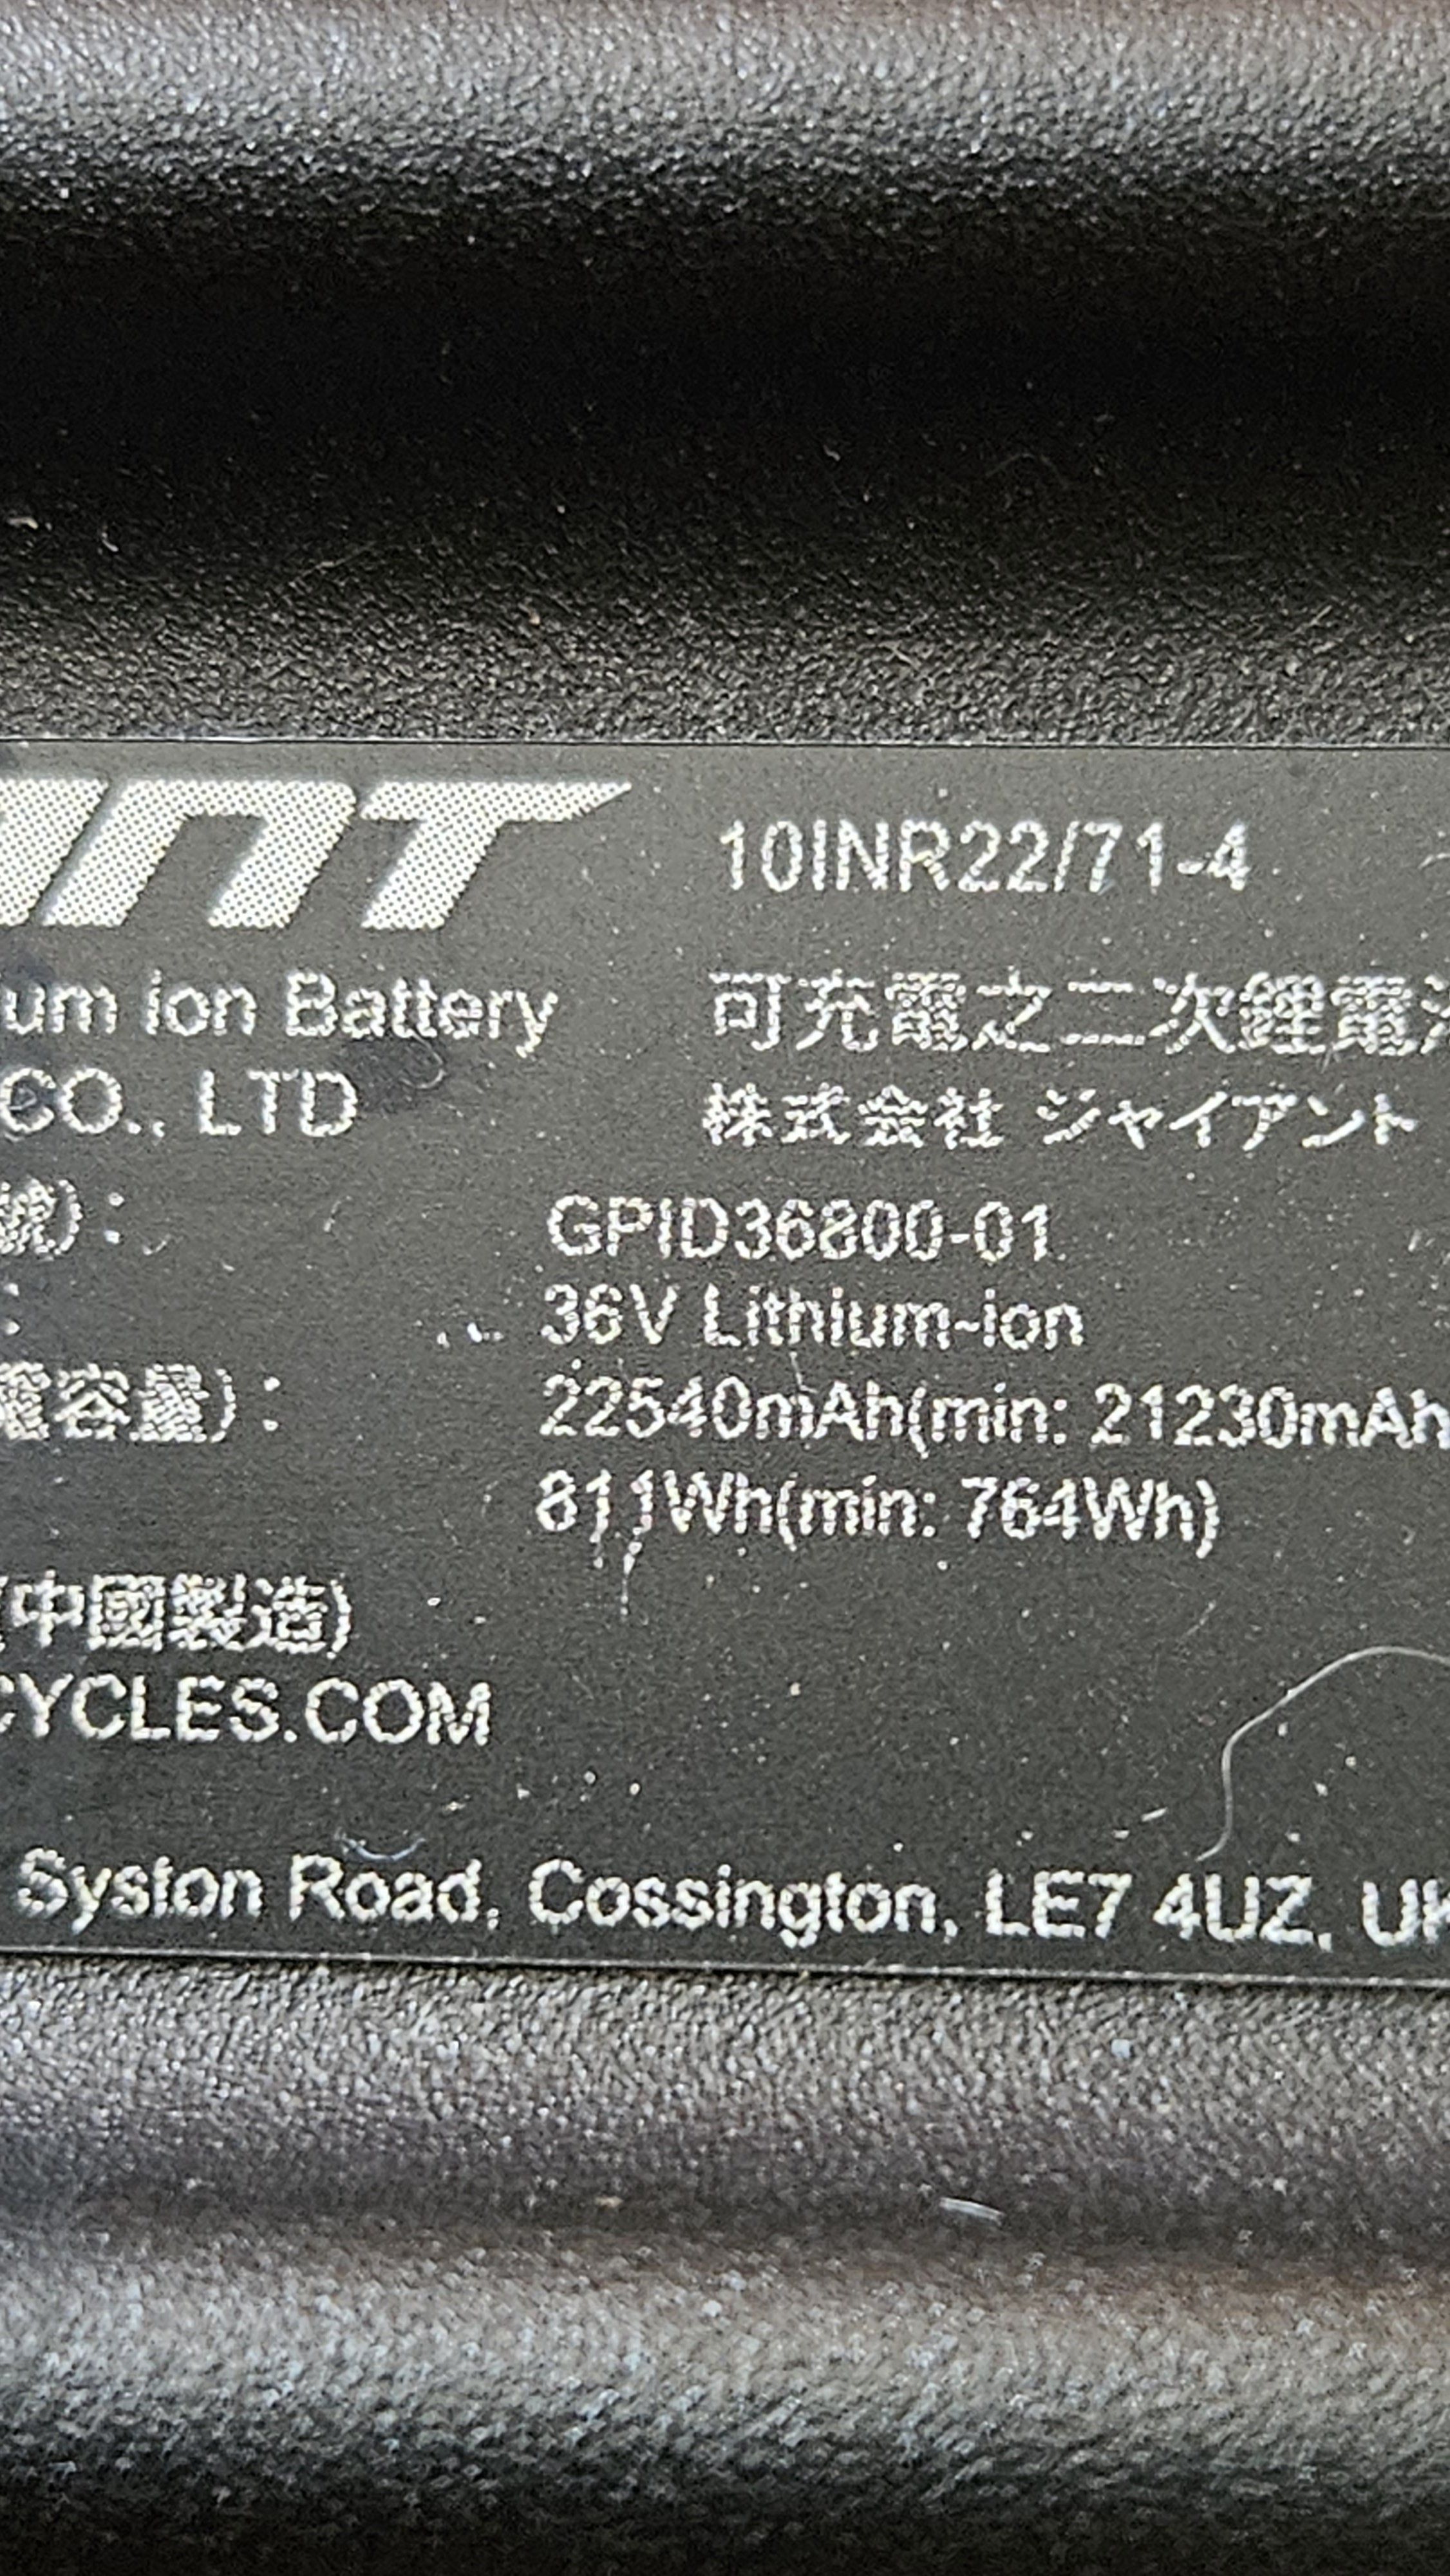 10INR22/71-4
ion Battery 可充電之二次鋰電
CO., LTD 株式会社 ジャイアント
GPID36800-01
36V Lithium-ion
電容量): 22540mAh(min: 21230mAh
811Wh(min: 764Wh)
(中國製造)
CYCLES.COM
Syston Road, Cossington, LE7 4UZ, UK